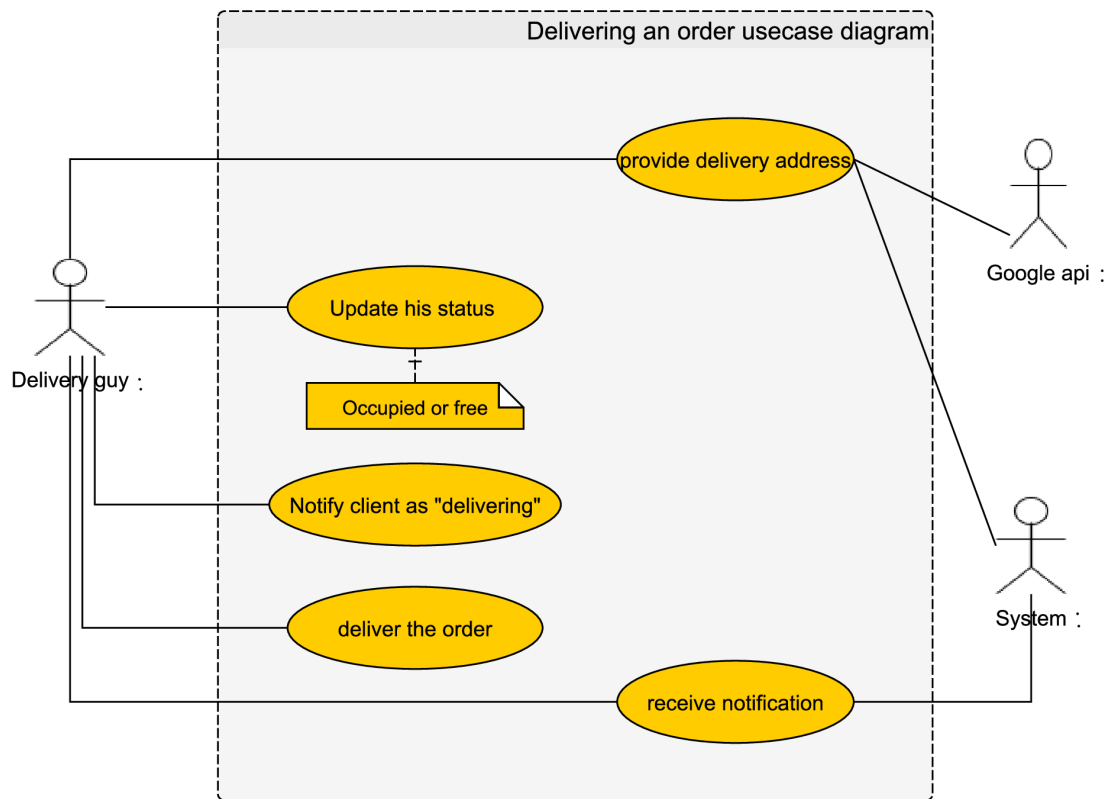 Delivering an order usecase diagram
provide delivery address
Google api :
Update his status
Delivery guy :
Occupied or free
Notify client as "delivering"
System :
deliver the order
receive notification